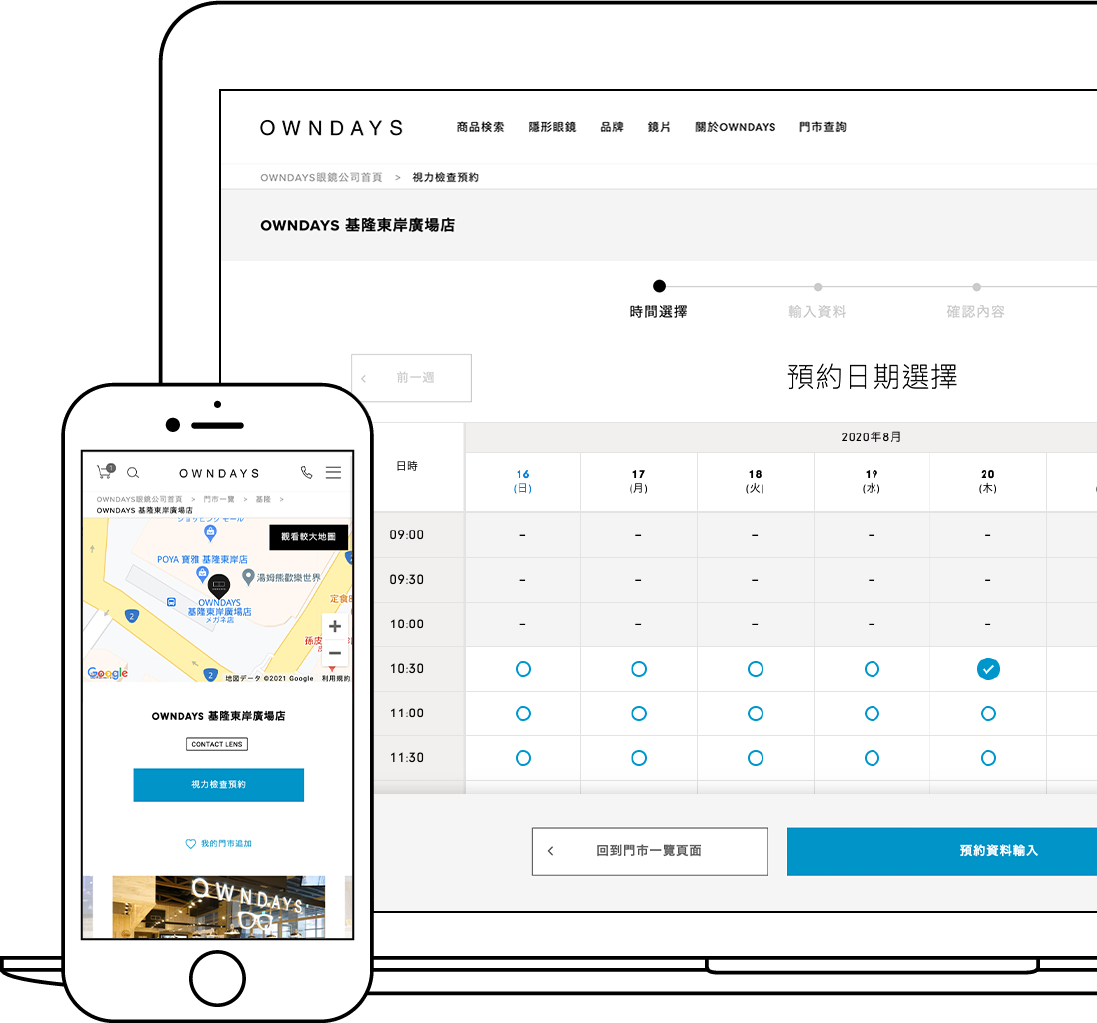 OWNDAYS
商品検索 隱形眼鏡 品牌 鏡片 關於OWNDAYS 門市查詢
OWNDAYS眼鏡公司首頁 > 視力檢查預約
OWNDAYS 基隆東岸廣場店
時間選擇 輸入資料 確認內容
< 前一週
預約日期選擇
2020年8月
日時
16 17 18 19 20
(日) (月) (火) (水) (木)
09:00 - - - - -
09:30 - - - - -
10:00 - - - - -
10:30
11:00
11:30
< 回到門市一覽頁面
預約資料輸入
1
OWNDAYS
OWNDAYS眼鏡公司首頁 > 門市一覽 > 基隆 >
OWNDAYS 基隆東岸廣場店
ショッピング モール
觀看較大地圖
POYA 寶雅 基隆東岸店
湯姆熊歡樂世界
OWNDAYS
基隆東岸廣場店
メガネ店
定食
2
+
孫
−
Google
2
地図データ ©2021 Google 利用規約
OWNDAYS 基隆東岸廣場店
CONTACT LENS
視力檢查預約
我的門市追加
OWNDAYS